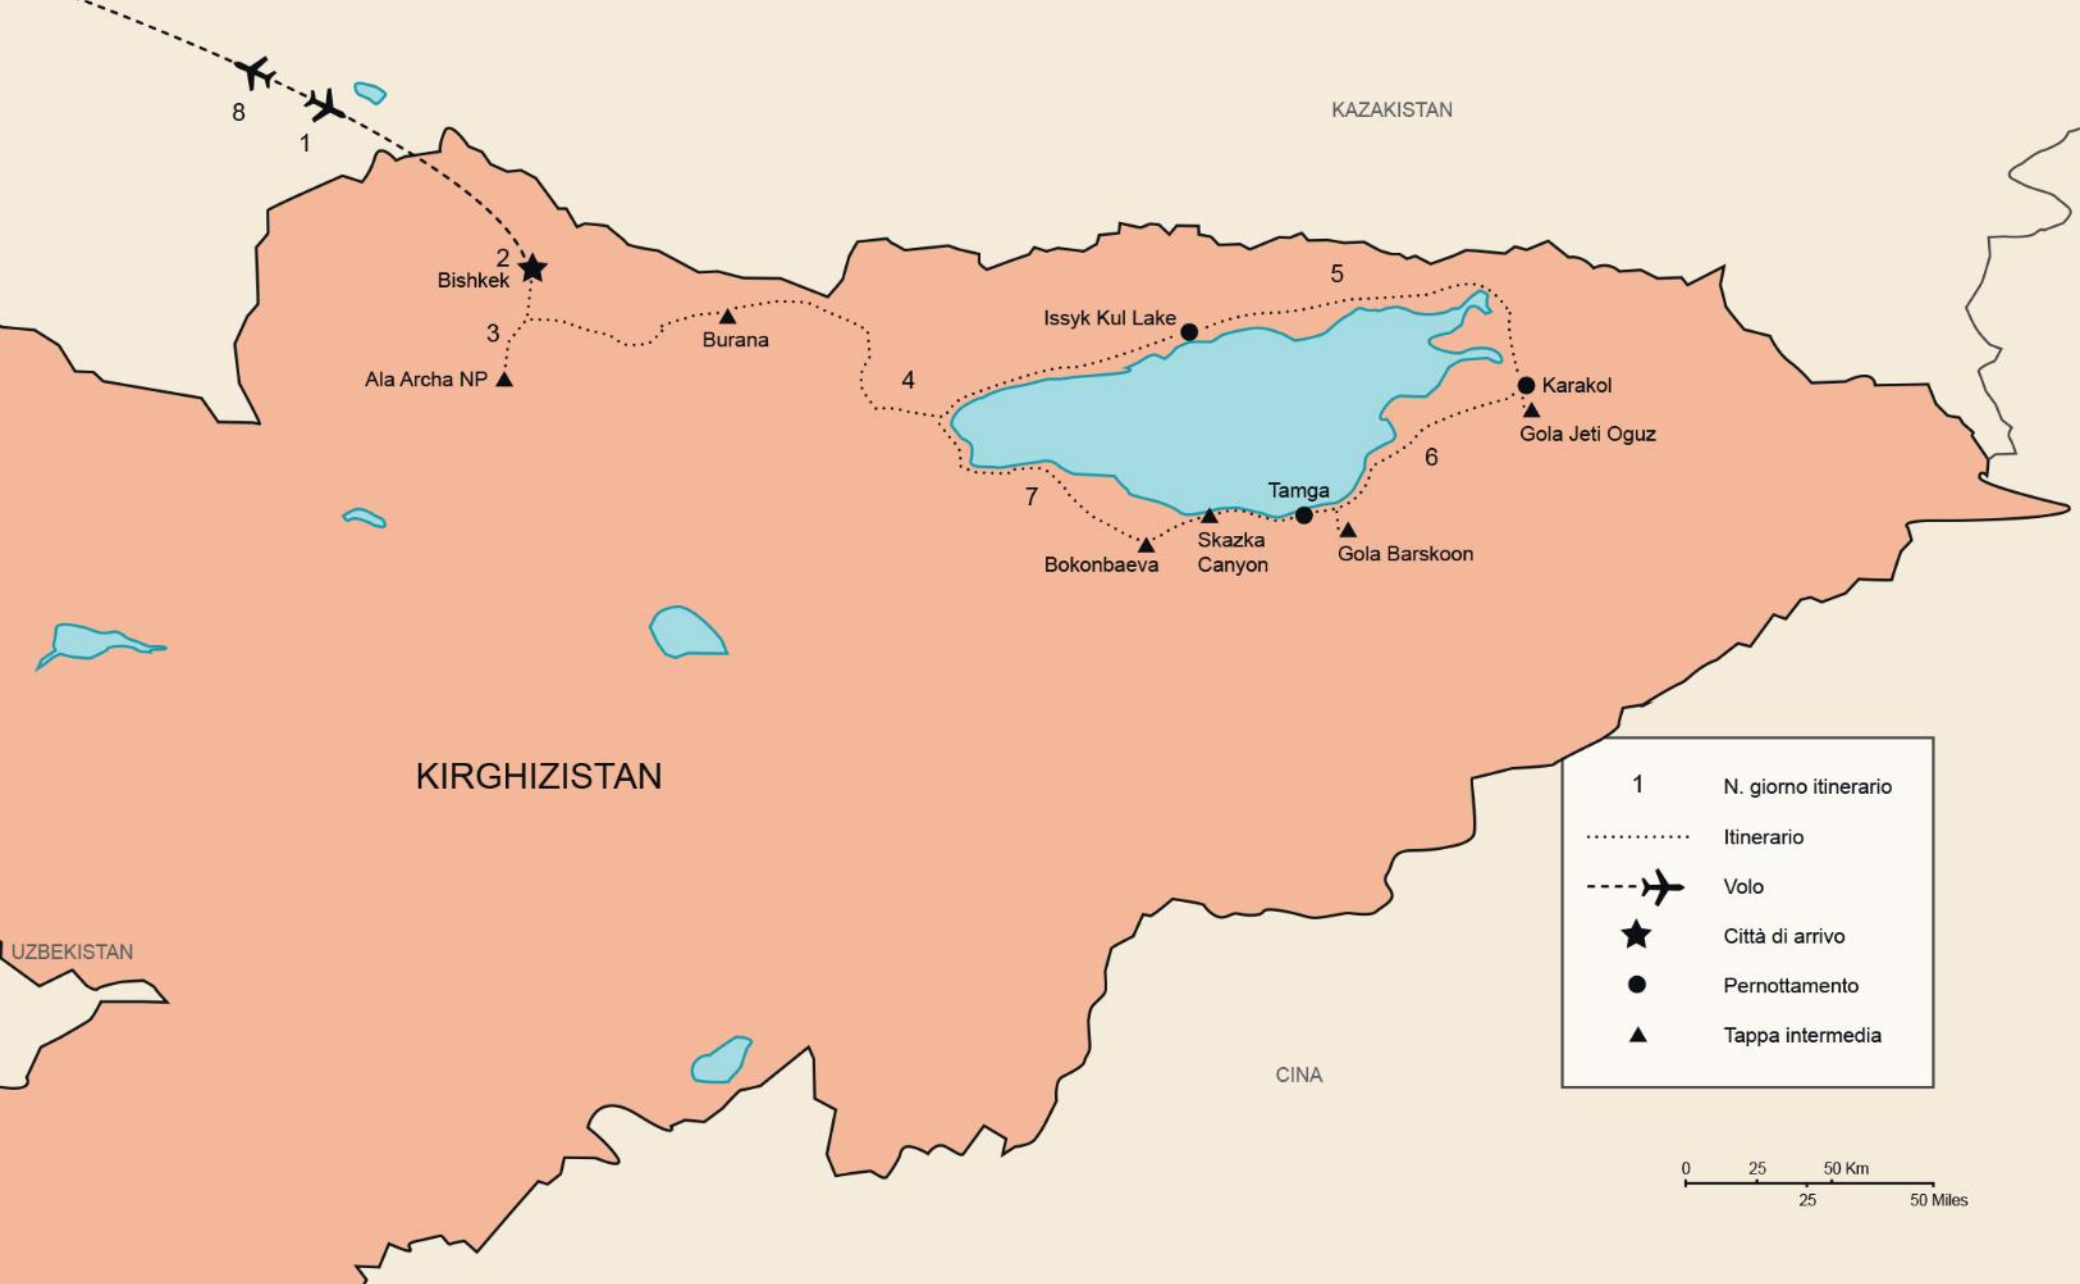 8
1
KAZAKISTAN
2
Bishkek
5
Issyk Kul Lake
3
Burana
Ala Archa NP
4
Karakol
Gola Jeti Oguz
6
7
Tamga
Skazka
Canyon
Bokonbaeva
Gola Barskoon
KIRGHIZISTAN
UZBEKISTAN
CINA
1 N. giorno itinerario
Itinerario
Volo
Città di arrivo
Pernottamento
Tappa intermedia
0 25 50 Km
25 50 Miles